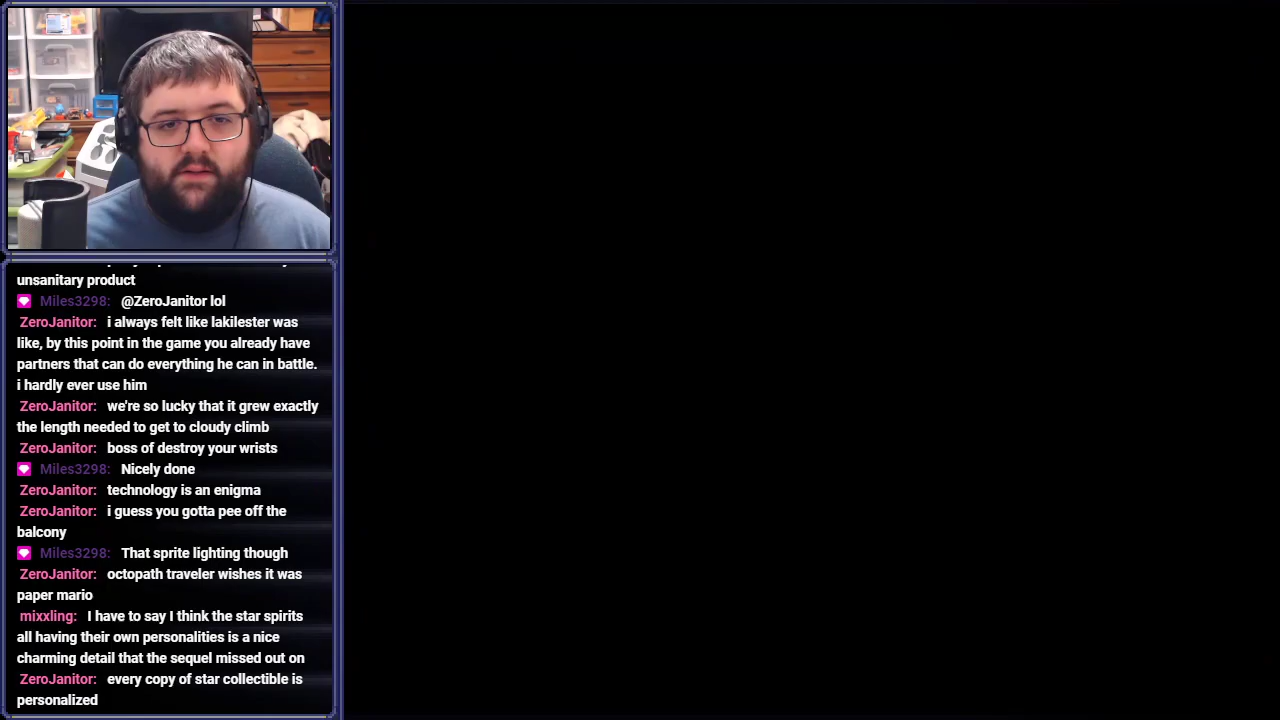 unsanitary product
Miles3298: @ZeroJanitor lol
ZeroJanitor: i always felt like lakilester was
like, by this point in the game you already have
partners that can do everything he can in battle.
i hardly ever use him
ZeroJanitor: we're so lucky that it grew exactly
the length needed to get to cloudy climb
ZeroJanitor: boss of destroy your wrists
Miles3298: Nicely done
ZeroJanitor: technology is an enigma
ZeroJanitor: i guess you gotta pee off the
balcony
Miles3298: That sprite lighting though
ZeroJanitor: octopath traveler wishes it was
paper mario
mixxling: I have to say I think the star spirits
all having their own personalities is a nice
charming detail that the sequel missed out on
ZeroJanitor: every copy of star collectible is
personalized